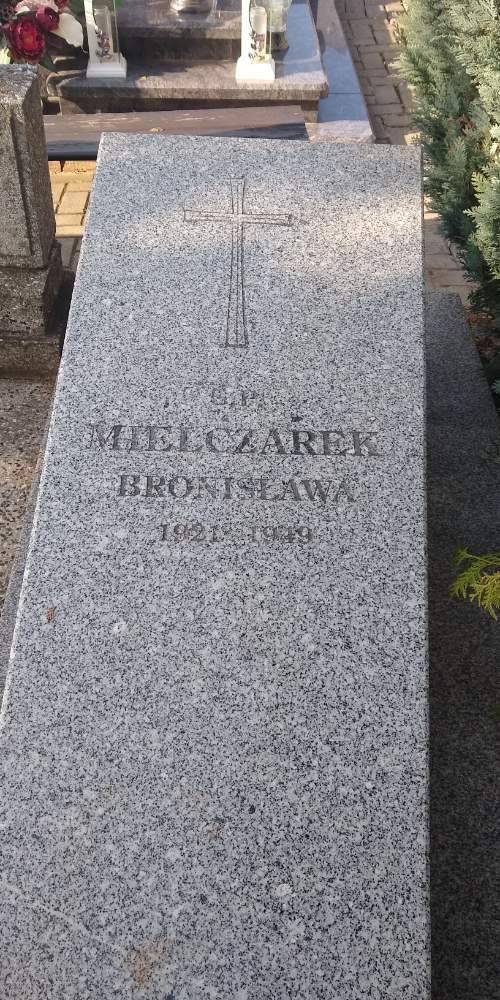 Ś.P.
MIELCZAREK
BRONISŁAWA
1921-1949